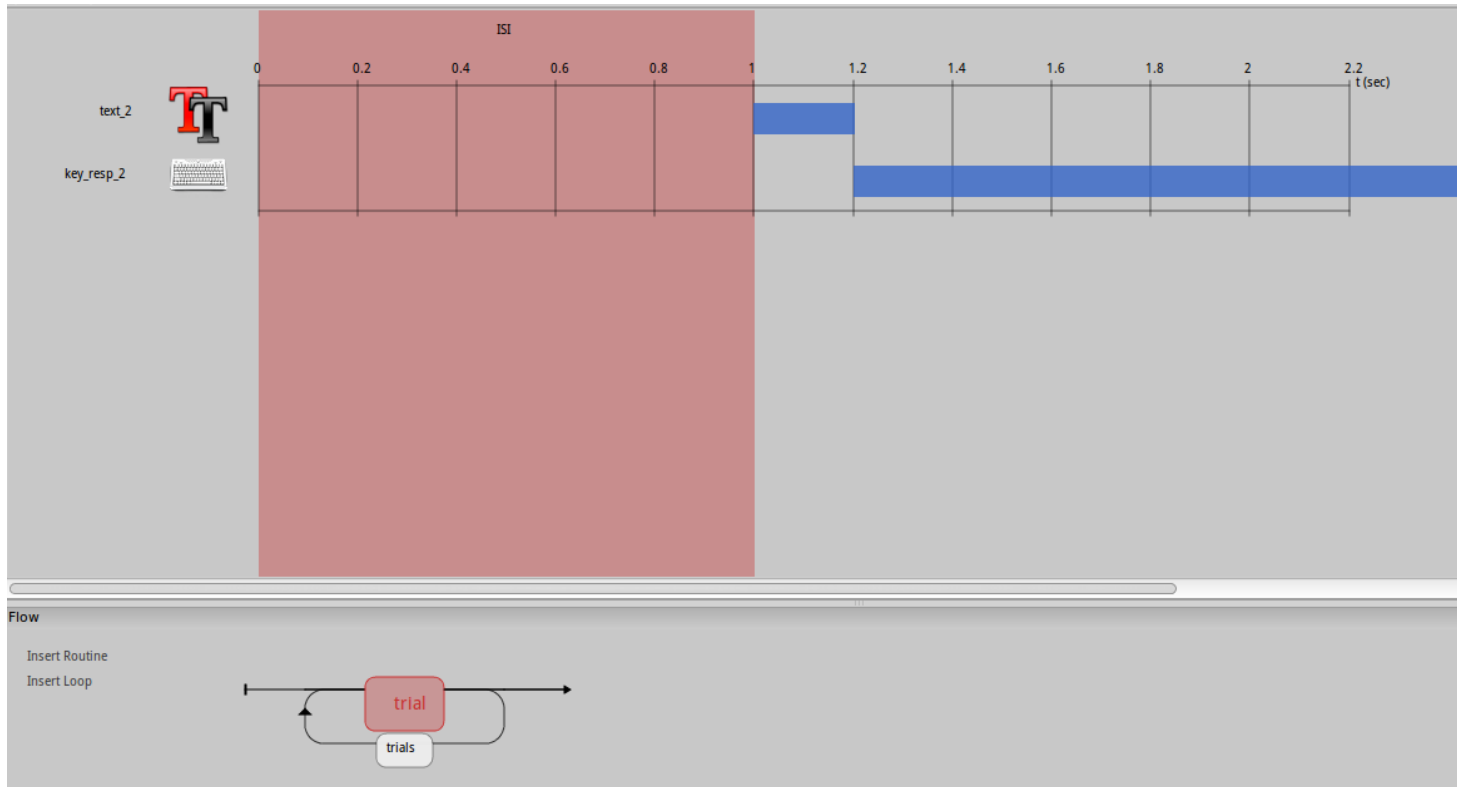 ISI
0 0.2 0.4 0.6 0.8 1 1.2 1.4 1.6 1.8 2 2.2
t (sec)
text_2
key_resp_2
Flow
Insert Routine
Insert Loop
trial
trials